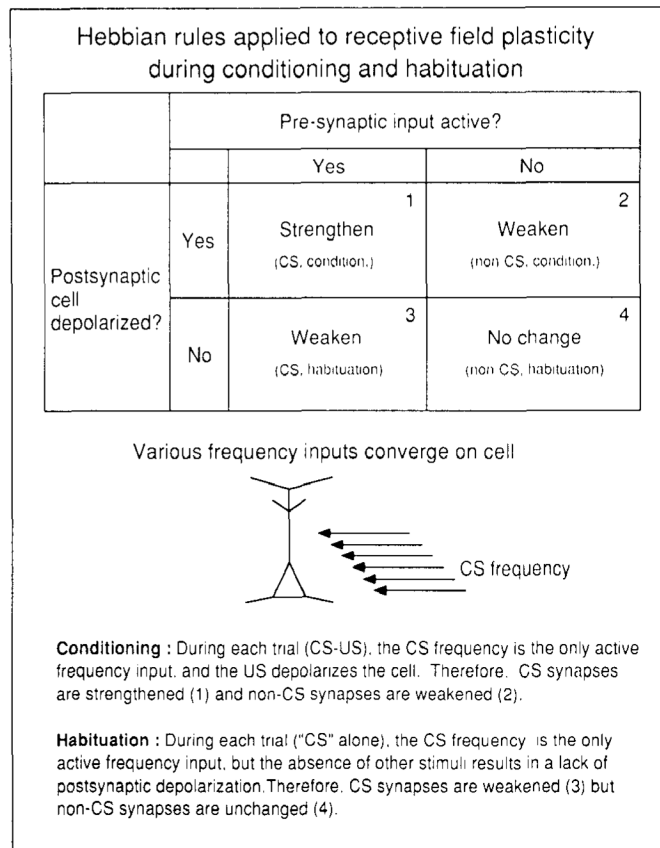 Hebbian rules applied to receptive field plasticity
during conditioning and habituation
Pre-synaptic input active?
Yes No
Postsynaptic
cell
depolarized?
Yes
1
Strengthen
(CS, condition.)
2
Weaken
(non CS, condition.)
No
3
Weaken
(CS, habituation)
4
No change
(non CS, habituation)
Various frequency inputs converge on cell
CS frequency
Conditioning : During each trial (CS-US), the CS frequency is the only active
frequency input, and the US depolarizes the cell. Therefore, CS synapses
are strengthened (1) and non-CS synapses are weakened (2).
Habituation : During each trial ("CS" alone), the CS frequency is the only
active frequency input, but the absence of other stimuli results in a lack of
postsynaptic depolarization.Therefore, CS synapses are weakened (3) but
non-CS synapses are unchanged (4).